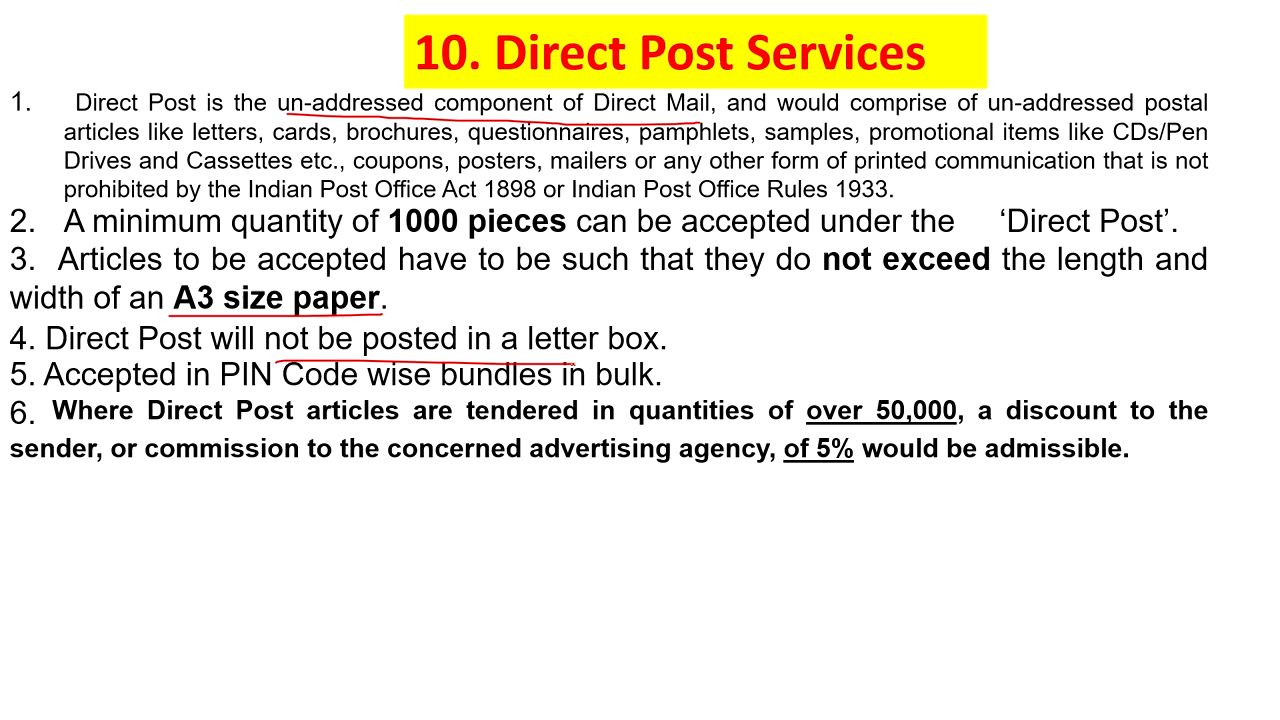 10. Direct Post Services
1. Direct Post is the un-addressed component of Direct Mail, and would comprise of un-addressed postal
articles like letters, cards, brochures, questionnaires, pamphlets, samples, promotional items like CDs/Pen
Drives and Cassettes etc., coupons, posters, mailers or any other form of printed communication that is not
prohibited by the Indian Post Office Act 1898 or Indian Post Office Rules 1933.
2. A minimum quantity of 1000 pieces can be accepted under the ‘Direct Post’.
3. Articles to be accepted have to be such that they do not exceed the length and
width of an A3 size paper.
4. Direct Post will not be posted in a letter box.
5. Accepted in PIN Code wise bundles in bulk.
6. Where Direct Post articles are tendered in quantities of over 50,000, a discount to the
sender, or commission to the concerned advertising agency, of 5% would be admissible.